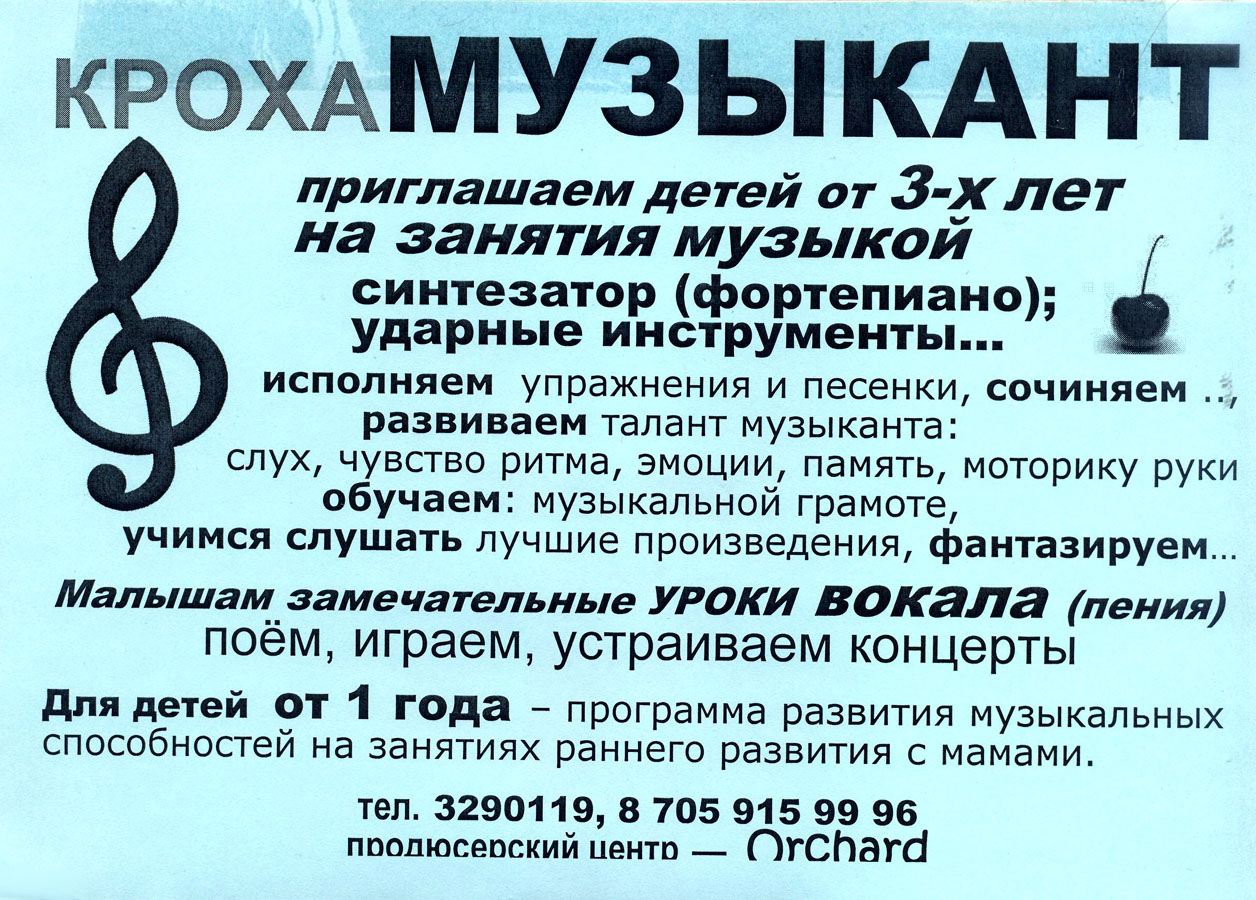 КРОХАМУЗЫКАНТ
приглашаем детей от 3-х лет
на занятия музыкой
синтезатор (фортепиано);
ударные инструменты...
исполняем упражнения и песенки, сочиняем ..,
развиваем талант музыканта:
слух, чувство ритма, эмоции, память, моторику руки
обучаем: музыкальной грамоте,
учимся слушать лучшие произведения, фантазируем...
Малышам замечательные УРОКИ ВОКАЛА (пения)
поём, играем, устраиваем концерты
Для детей от 1 года – программа развития музыкальных
способностей на занятиях раннего развития с мамами.
тел. 3290119, 8 705 915 99 96
продюсерский центр — Orchard